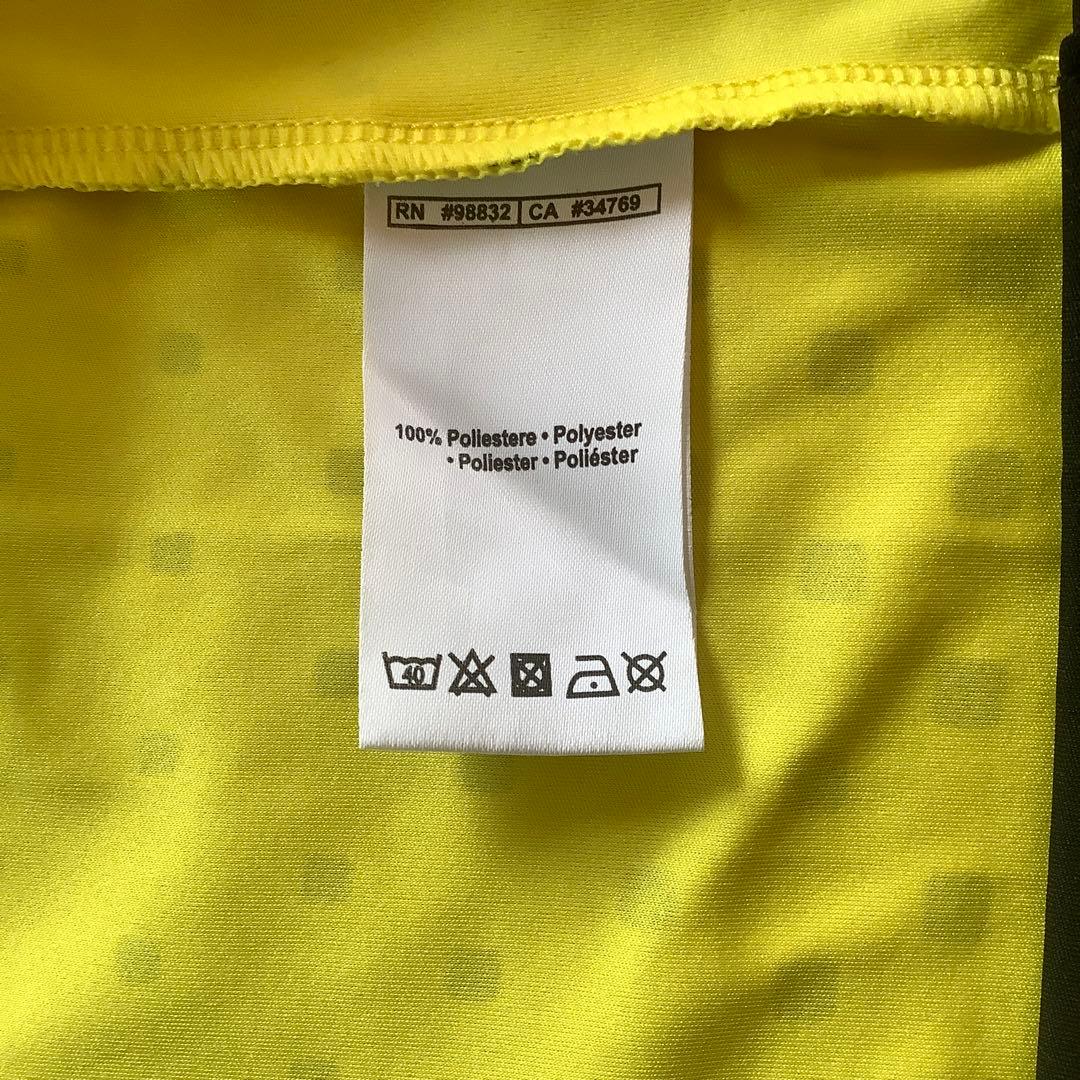 RN #98832 CA #34769
100% Poliestere • Polyester
• Poliester • Poliéster
40